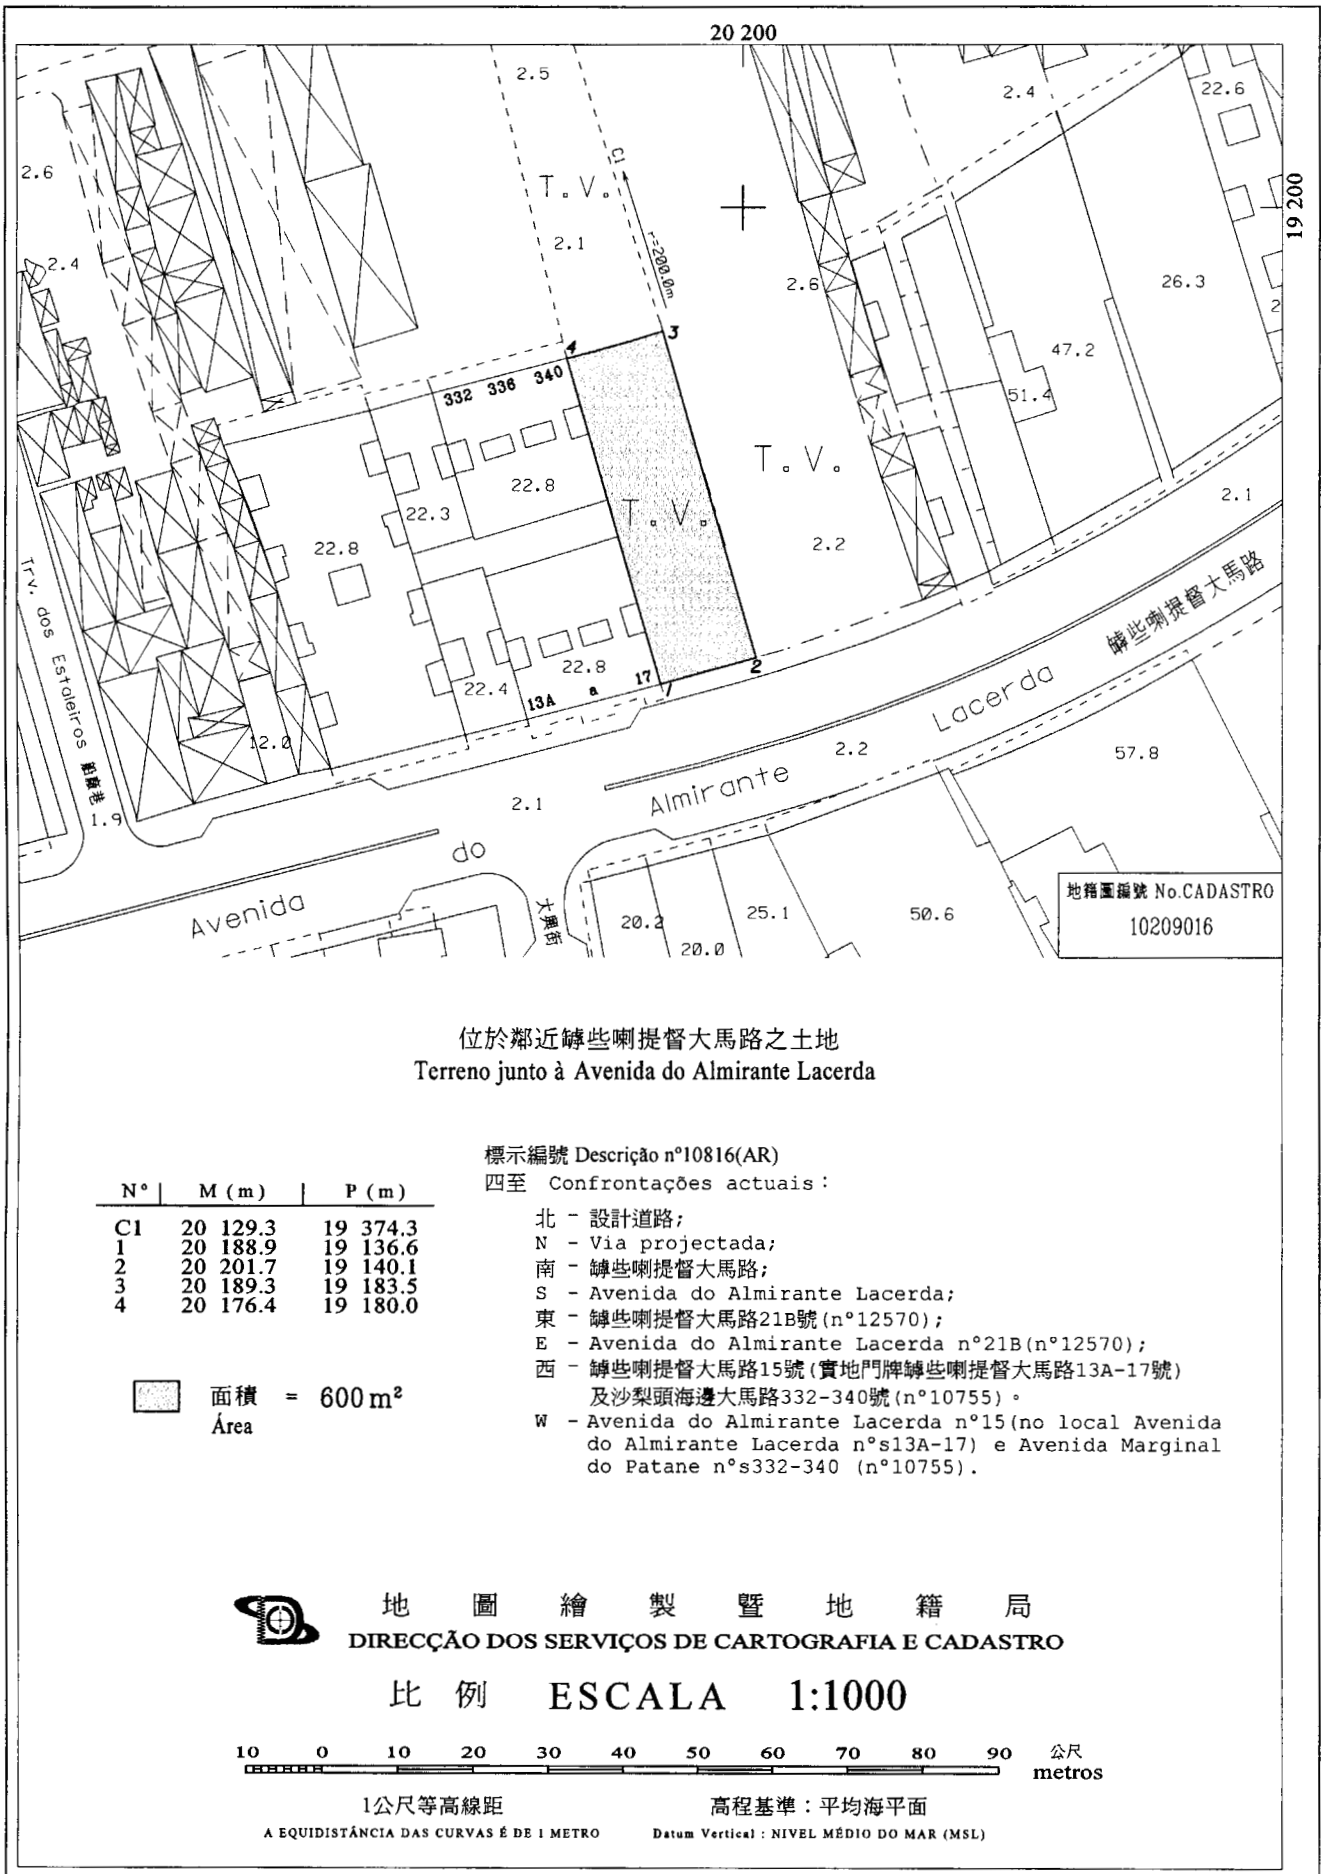 20 200
19 200
2.5
2.4
22.6
2.6
T.V.
C1
2.1
r=200.0m
2.4
2.6
26.3
3
4
47.2
332 336 340
51.4
T.V.
22.8
22.3
T.V.
2.1
22.8
2.2
Trv. dos Estaleiros 船廠巷
罅些喇提督大馬路
22.8
17
1
2
22.4
13A
a
12.0
Avenida do Almirante Lacerda
2.2
57.8
2.1
1.9
大興街
20.2
20.0
25.1
50.6
地籍圖編號 No.CADASTRO
10209016
位於鄰近罅些喇提督大馬路之土地
Terreno junto à Avenida do Almirante Lacerda
標示編號 Descrição nº10816(AR)
四至 Confrontações actuais:
北 - 設計道路;
N - Via projectada;
南 - 罅些喇提督大馬路;
S - Avenida do Almirante Lacerda;
東 - 罅些喇提督大馬路21B號(nº12570);
E - Avenida do Almirante Lacerda nº21B(nº12570);
西 - 罅些喇提督大馬路15號(實地門牌罅些喇提督大馬路13A-17號)
及沙梨頭海邊大馬路332-340號(nº10755)。
W - Avenida do Almirante Lacerda nº15(no local Avenida
do Almirante Lacerda nºs13A-17) e Avenida Marginal
do Patane nºs332-340 (nº10755).
Nº M (m) P (m)
C1 20 129.3 19 374.3
1 20 188.9 19 136.6
2 20 201.7 19 140.1
3 20 189.3 19 183.5
4 20 176.4 19 180.0
面積 = 600 m²
Área
地圖繪製暨地籍局
DIRECÇÃO DOS SERVIÇOS DE CARTOGRAFIA E CADASTRO
比例 ESCALA 1:1000
10 0 10 20 30 40 50 60 70 80 90 公尺
metros
1公尺等高線距 高程基準：平均海平面
A EQUIDISTÂNCIA DAS CURVAS É DE 1 METRO Datum Vertical : NIVEL MÉDIO DO MAR (MSL)